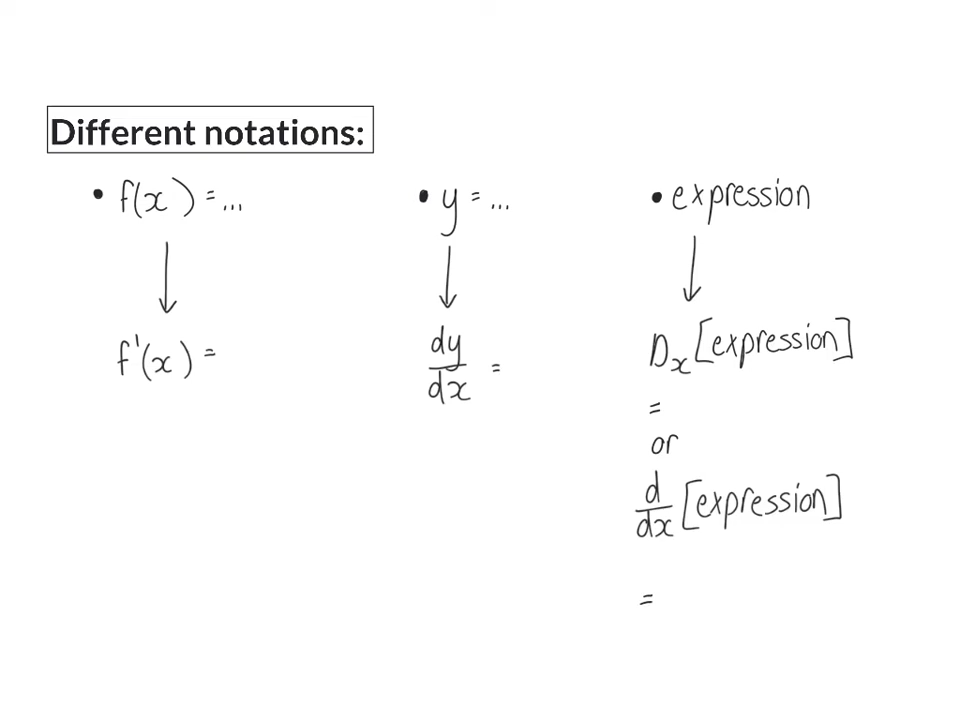 Different notations:
• f(x) = ...
↓
f'(x) =
• y = ...
↓
dy/dx =
• expression
↓
Dx [expression]
=
or
d/dx [expression]
=